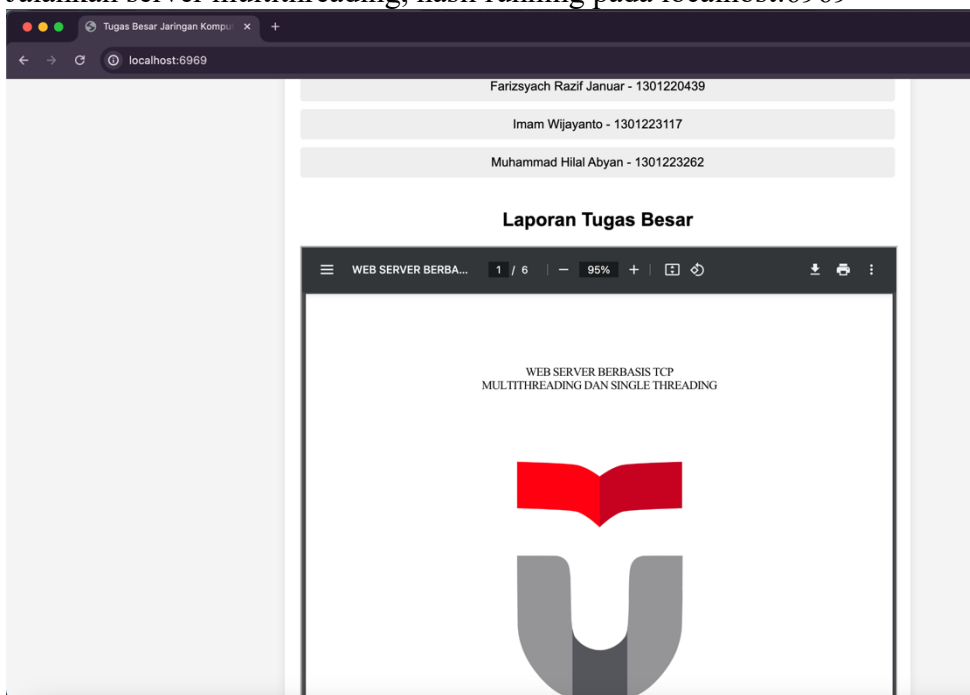 Jalankan server multithreading, hasil running pada localhost:6969
Tugas Besar Jaringan Kompu
localhost:6969
Farizsyach Razif Januar - 1301220439
Imam Wijayanto - 1301223117
Muhammad Hilal Abyan - 1301223262
Laporan Tugas Besar
WEB SERVER BERBA... 1 / 6 95%
WEB SERVER BERBASIS TCP
MULTITHREADING DAN SINGLE THREADING